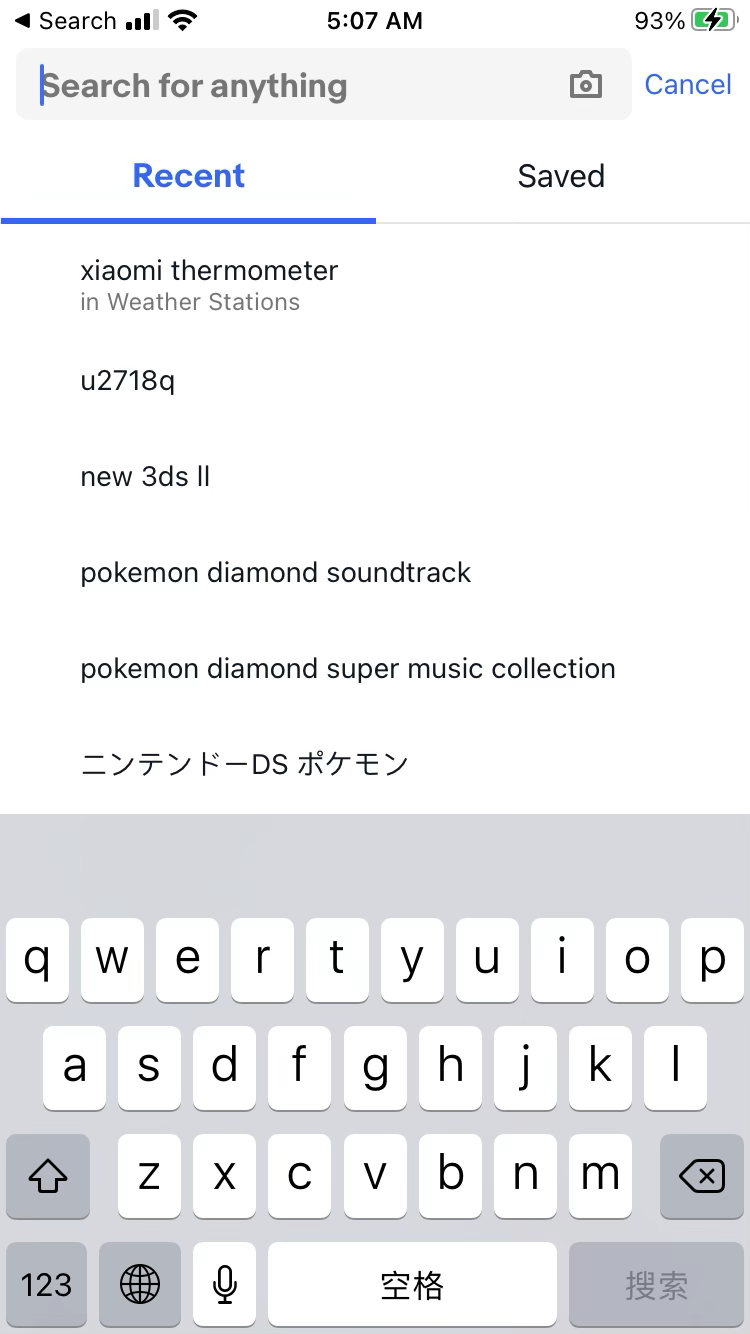 Search
5:07 AM
93%
Search for anything
Cancel
Recent
Saved
xiaomi thermometer
in Weather Stations
u2718q
new 3ds ll
pokemon diamond soundtrack
pokemon diamond super music collection
ニンテンドーDS ポケモン
q w e r t y u i o p
a s d f g h j k l
z x c v b n m
123 空格 搜索